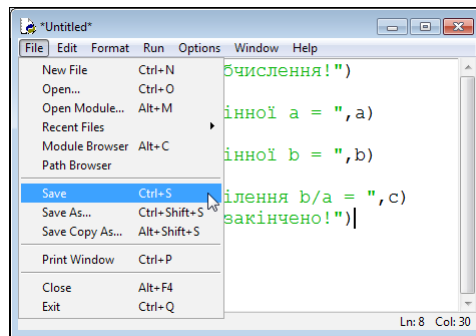 *Untitled*
File Edit Format Run Options Window Help
New File Ctrl+N
Open... Ctrl+O
Open Module... Alt+M
Recent Files
Module Browser Alt+C
Path Browser
Save Ctrl+S
Save As... Ctrl+Shift+S
Save Copy As... Alt+Shift+S
Print Window Ctrl+P
Close Alt+F4
Exit Ctrl+Q
бчислення!")
інної a = ",a)
інної b = ",b)
ілення b/a = ",c)
закінчено!")
Ln: 8 Col: 30